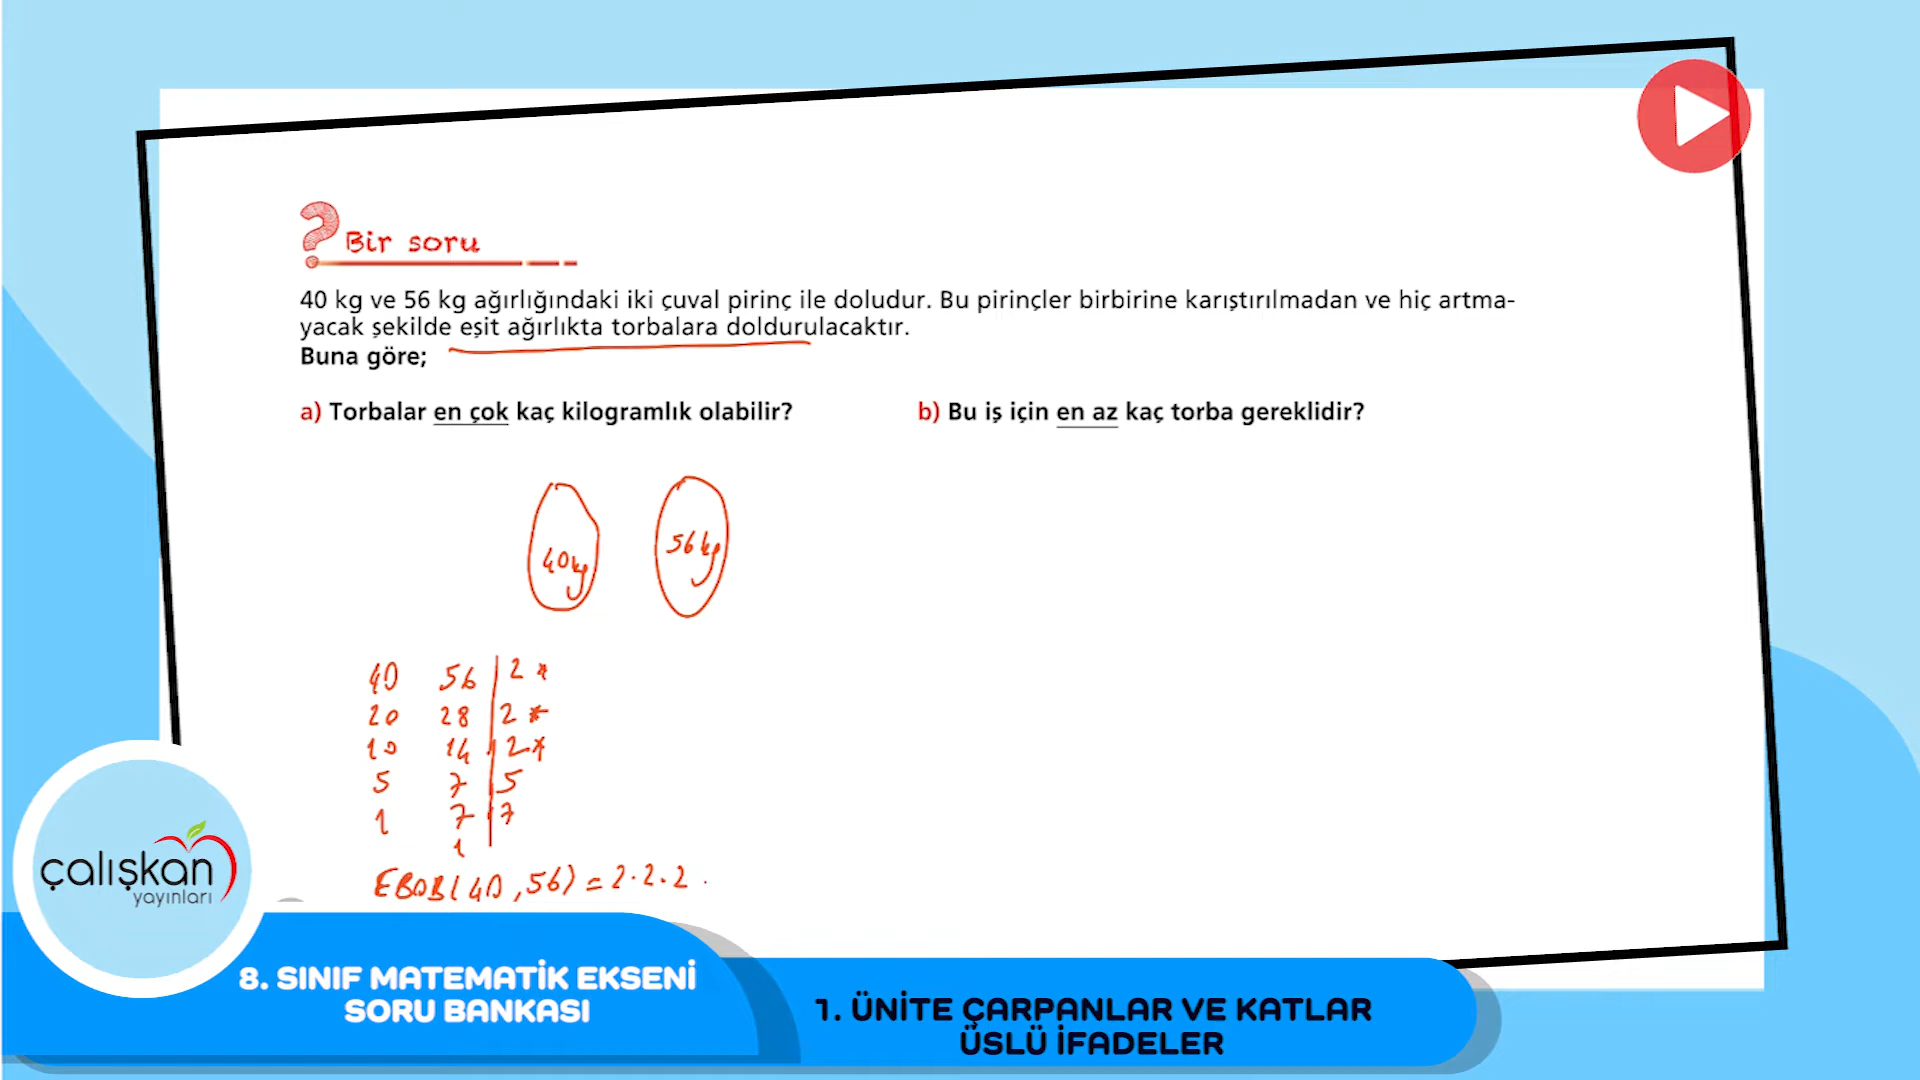 Bir soru
40 kg ve 56 kg ağırlığındaki iki çuval pirinç ile doludur. Bu pirinçler birbirine karıştırılmadan ve hiç artma-
yacak şekilde eşit ağırlıkta torbalara doldurulacaktır.
Buna göre;
a) Torbalar en çok kaç kilogramlık olabilir?
b) Bu iş için en az kaç torba gereklidir?
40kg
56kg
40 56 2 *
20 28 2 *
10 14 2 *
5 7 5
1 7 7
1
EBOB(40,56) = 2.2.2.
çalışkan
yayınları
8. SINIF MATEMATİK EKSENİ
SORU BANKASI
1. ÜNİTE ÇARPANLAR VE KATLAR
ÜSLÜ İFADELER